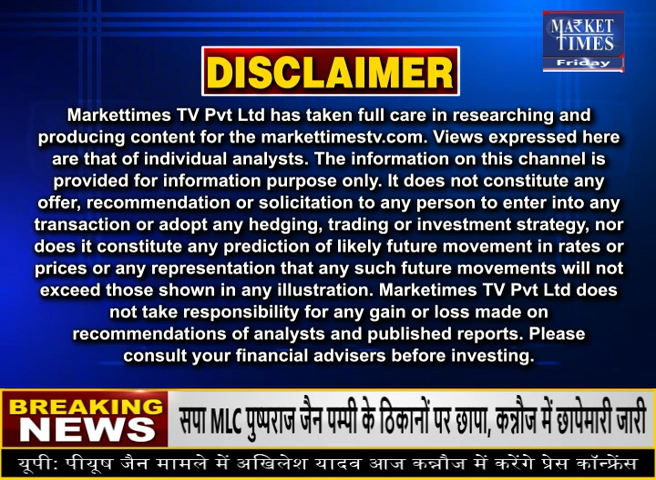 MARKET
TIMES
Friday
DISCLAIMER
Markettimes TV Pvt Ltd has taken full care in researching and
producing content for the markettimestv.com. Views expressed here
are that of individual analysts. The information on this channel is
provided for information purpose only. It does not constitute any
offer, recommendation or solicitation to any person to enter into any
transaction or adopt any hedging, trading or investment strategy, nor
does it constitute any prediction of likely future movement in rates or
prices or any representation that any such future movements will not
exceed those shown in any illustration. Marketimes TV Pvt Ltd does
not take responsibility for any gain or loss made on
recommendations of analysts and published reports. Please
consult your financial advisers before investing.
BREAKING
NEWS
सपा MLC पुष्पराज जैन पम्पी के ठिकानों पर छापा, कन्नौज में छापेमारी जारी
यूपी: पीयूष जैन मामले में अखिलेश यादव आज कन्नौज में करेंगे प्रेस कॉन्फ्रेंस